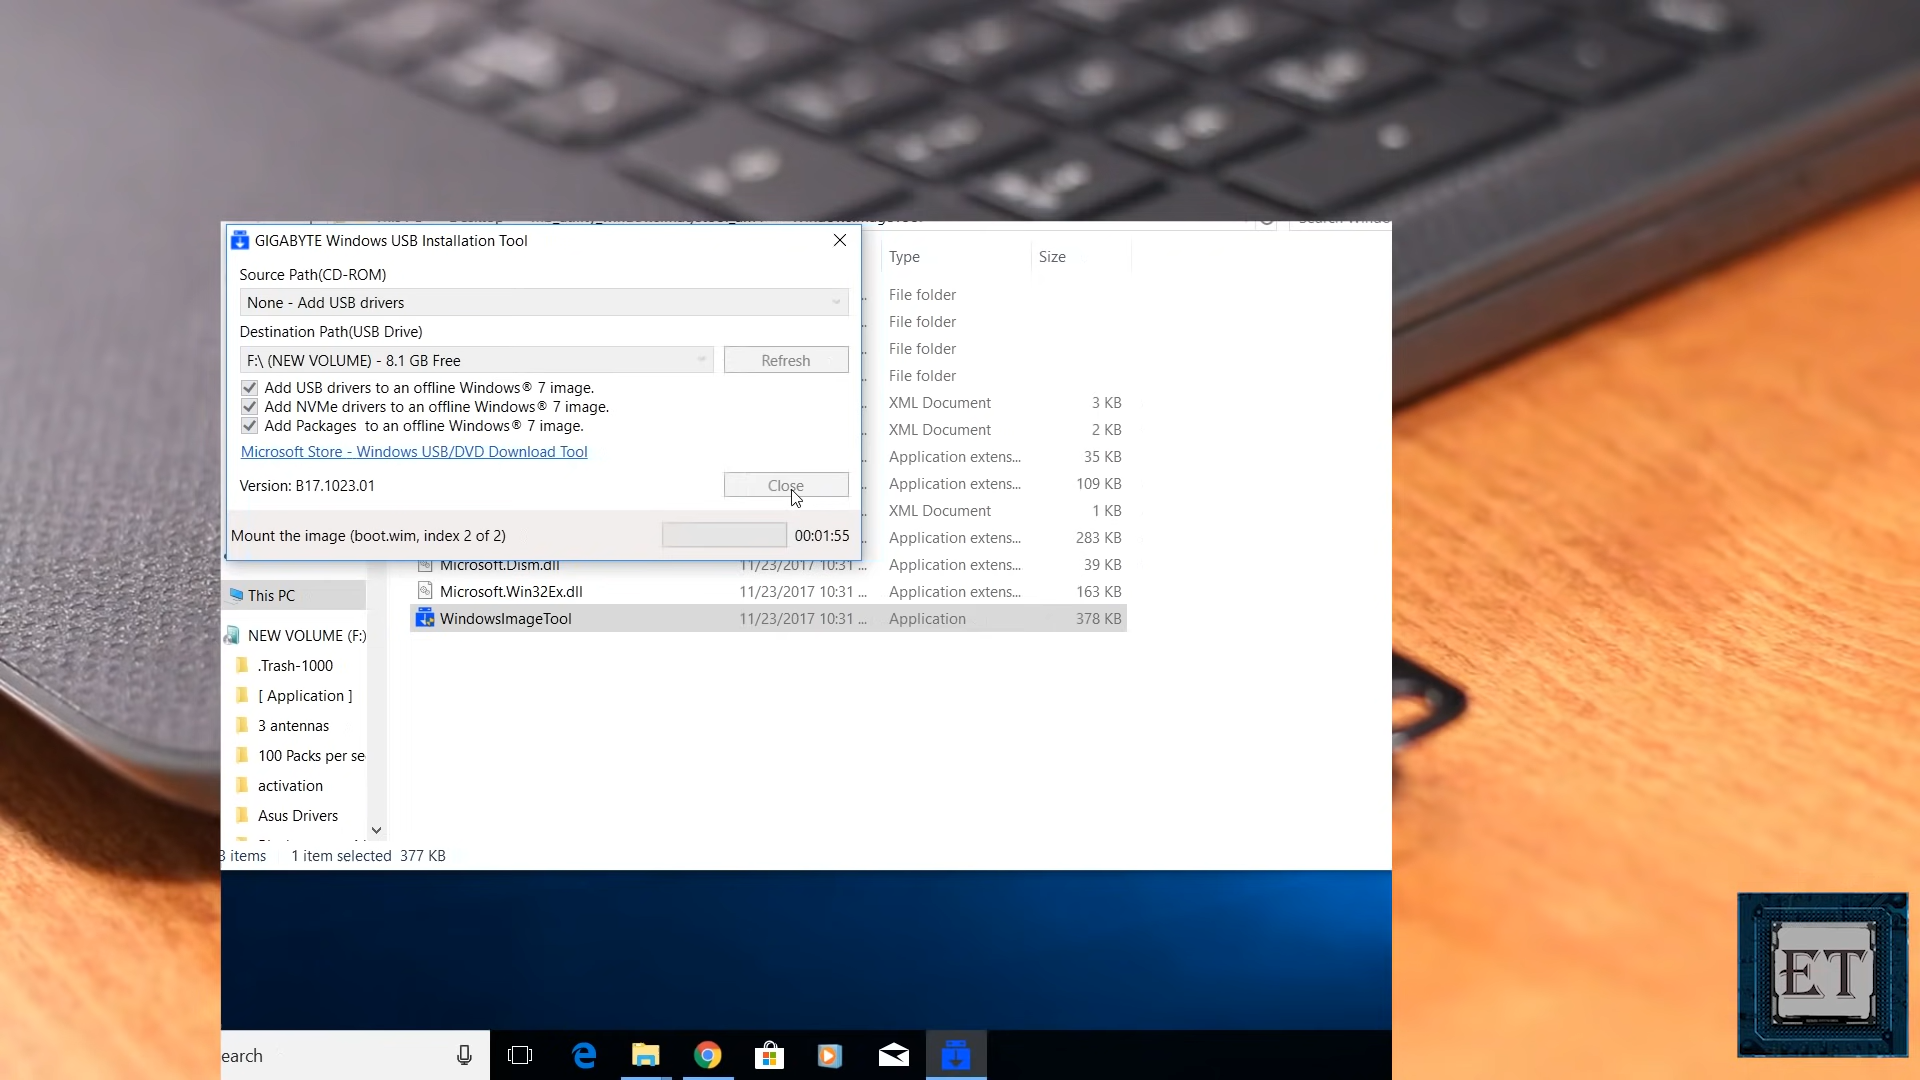 GIGABYTE Windows USB Installation Tool
Source Path(CD-ROM)
None - Add USB drivers
Destination Path(USB Drive)
F:\ (NEW VOLUME) - 8.1 GB Free
Refresh
Add USB drivers to an offline Windows® 7 image.
Add NVMe drivers to an offline Windows® 7 image.
Add Packages  to an offline Windows® 7 image.
Microsoft Store - Windows USB/DVD Download Tool
Version: B17.1023.01
Close
Mount the image (boot.wim, index 2 of 2)
00:01:55
Type Size
File folder
File folder
File folder
File folder
XML Document 3 KB
XML Document 2 KB
Application extens... 35 KB
Application extens... 109 KB
XML Document 1 KB
Application extens... 283 KB
Microsoft.Dism.dll 11/23/2017 10:31 ... Application extens... 39 KB
Microsoft.Win32Ex.dll 11/23/2017 10:31 ... Application extens... 163 KB
WindowsImageTool 11/23/2017 10:31 ... Application 378 KB
This PC
NEW VOLUME (F:)
.Trash-1000
[ Application ]
3 antennas
100 Packs per se
activation
Asus Drivers
3 items 1 item selected 377 KB
earch
ET